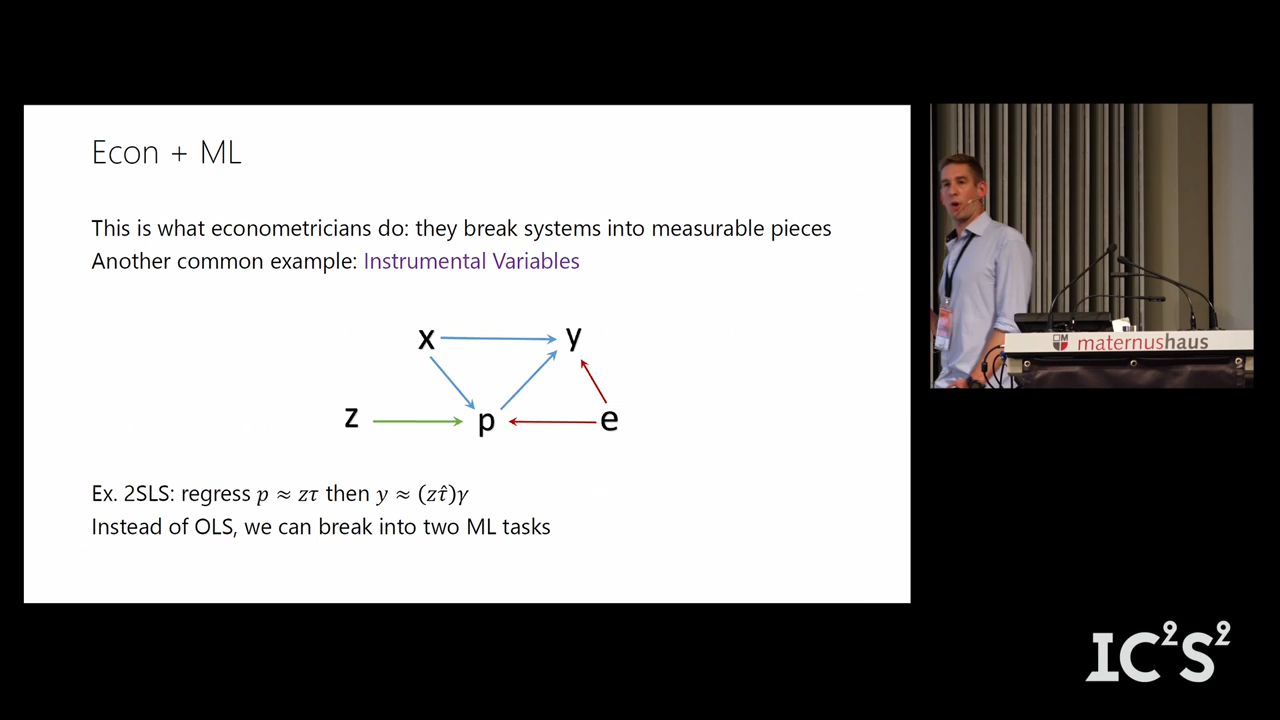 Econ + ML
This is what econometricians do: they break systems into measurable pieces
Another common example: Instrumental Variables
x
y
z
p
e
Ex. 2SLS: regress p ≈ zτ then y ≈ (zτ̂)γ
Instead of OLS, we can break into two ML tasks
maternushaus
IC²S²